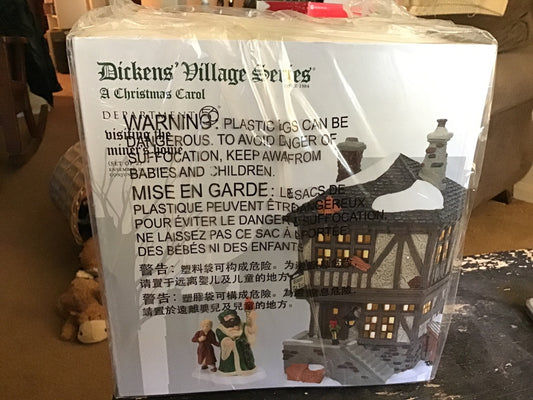 Dickens' Village Series®
A Christmas Carol
DEPARTMENT 56
visiting the
miner's home
WARNING: PLASTIC BAGS CAN BE
DANGEROUS. TO AVOID DANGER OF
SUFFOCATION, KEEP AWAY FROM
BABIES AND CHILDREN.
MISE EN GARDE: LES SACS DE
PLASTIQUE PEUVENT ÊTRE DANGEREUX.
POUR ÉVITER LE DANGER DE SUFFOCATION,
NE LAISSEZ PAS CE SAC À LA PORTÉE
DES BÉBÉS NI DES ENFANTS.
警告：塑料袋可构成危险。为
请置于远离婴儿及儿童的地方。
警告：塑膠袋可構成危險。為
請置於遠離嬰兒及兒童的地方。